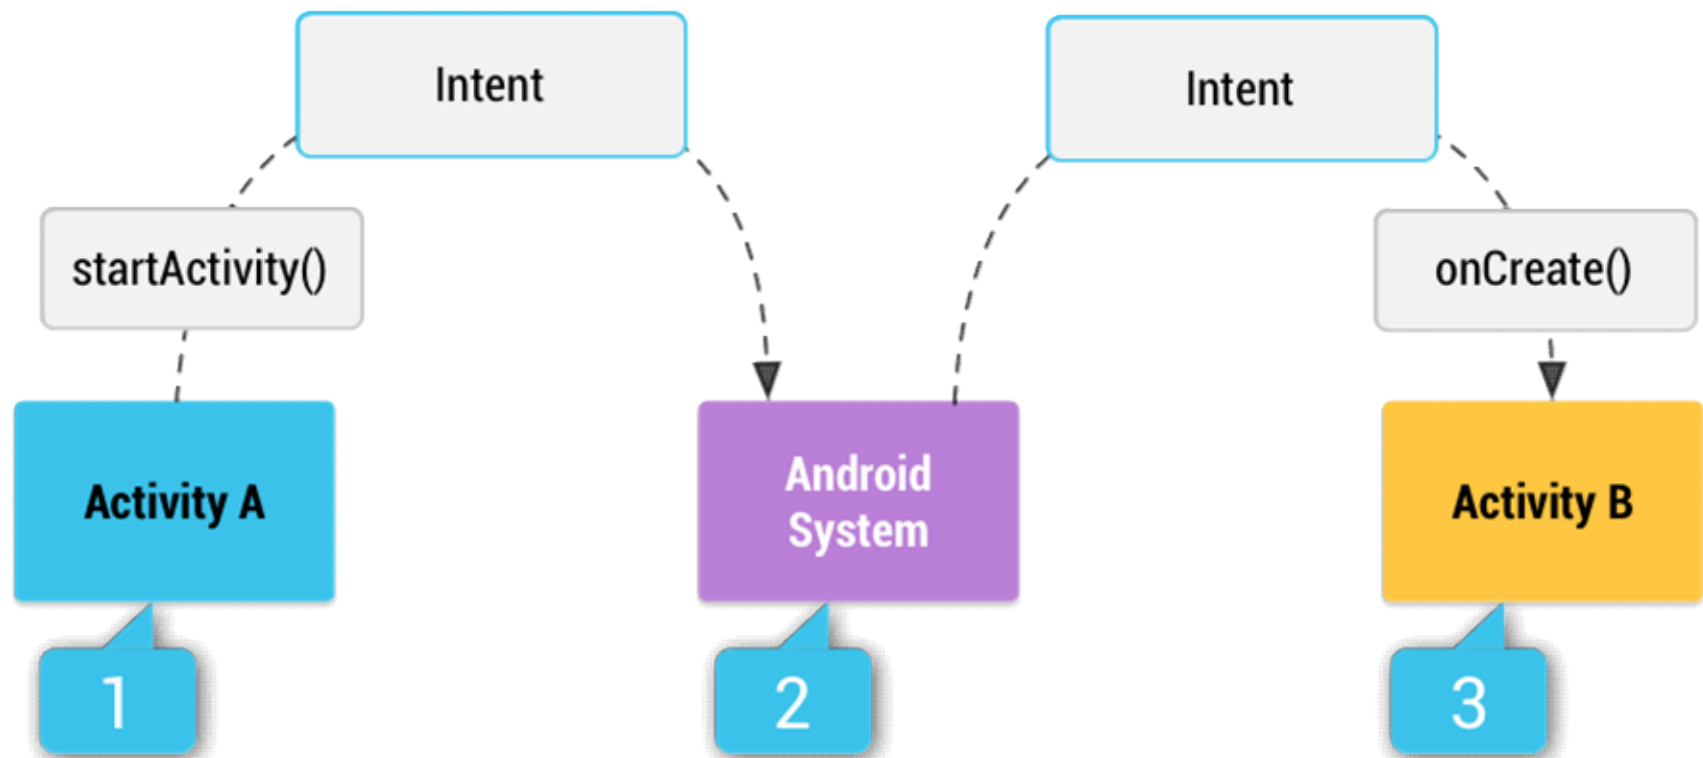 Intent
Intent
startActivity()
onCreate()
Activity A
Android
System
Activity B
1
2
3